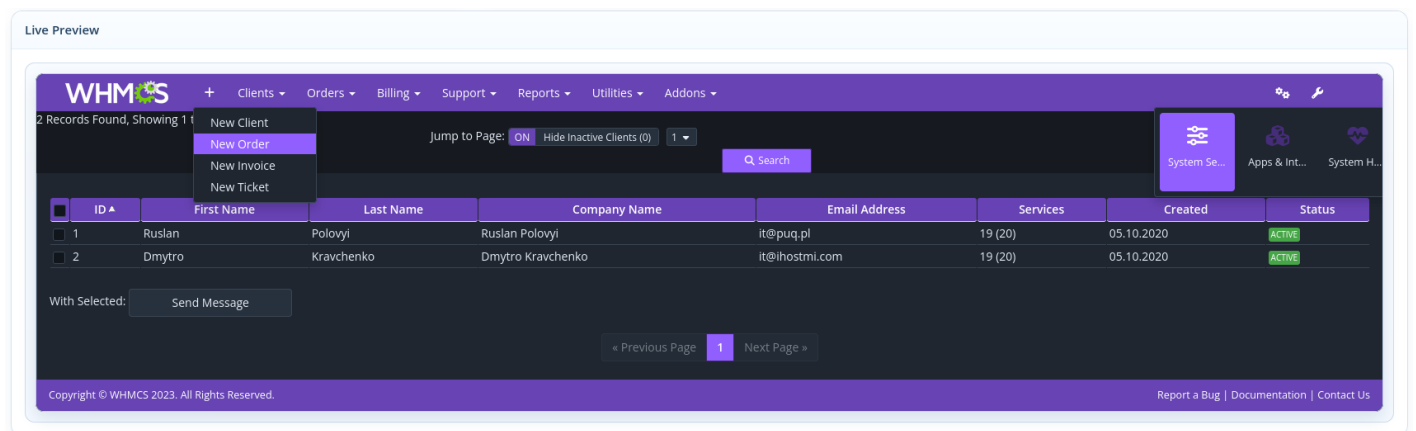 Live Preview
WHMCS + Clients Orders Billing Support Reports Utilities Addons
2 Records Found, Showing 1 t
New Client
New Order
New Invoice
New Ticket
Jump to Page: ON Hide Inactive Clients (0) 1
Search
System Se... Apps & Int... System H...
ID First Name Last Name Company Name Email Address Services Created Status
1 Ruslan Polovyi Ruslan Polovyi it@puq.pl 19 (20) 05.10.2020 ACTIVE
2 Dmytro Kravchenko Dmytro Kravchenko it@ihostmi.com 19 (20) 05.10.2020 ACTIVE
With Selected: Send Message
« Previous Page 1 Next Page »
Copyright © WHMCS 2023. All Rights Reserved. Report a Bug | Documentation | Contact Us